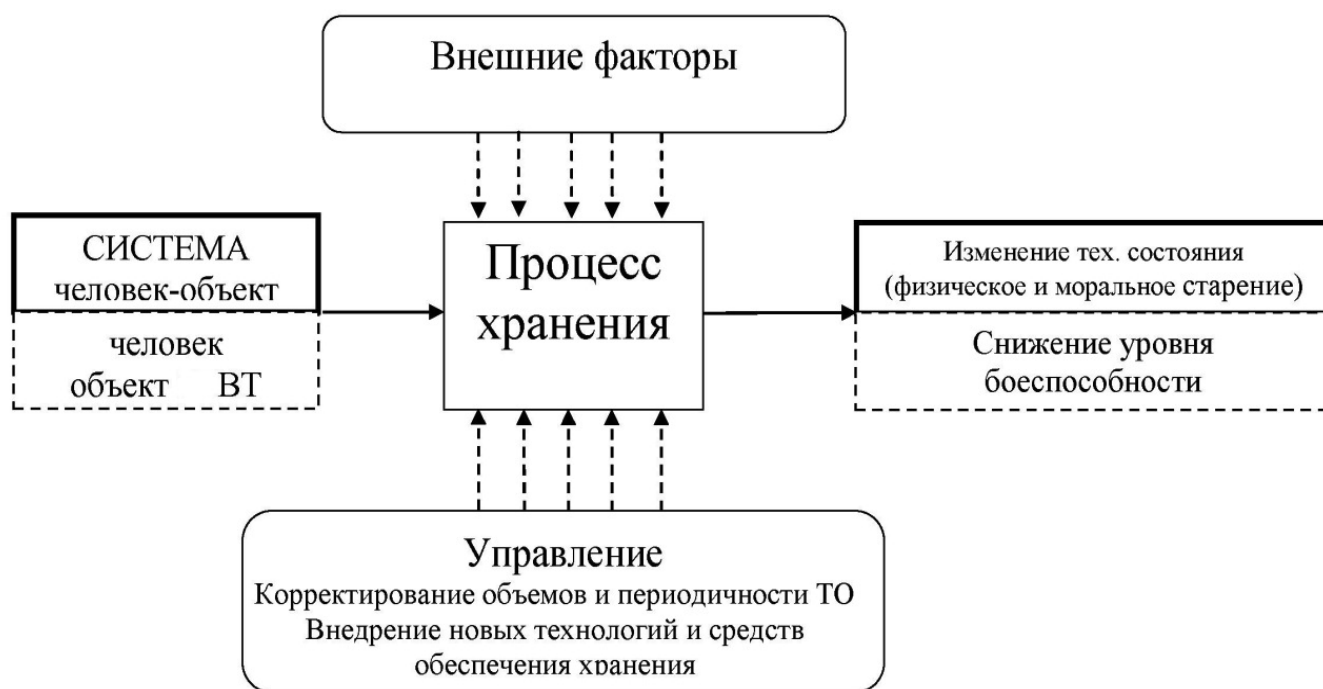 Внешние факторы
СИСТЕМА
человек-объект
человек
объект ВТ
Процесс
хранения
Изменение тех. состояния
(физическое и моральное старение)
Снижение уровня
боеспособности
Управление
Корректирование объемов и периодичности ТО
Внедрение новых технологий и средств
обеспечения хранения